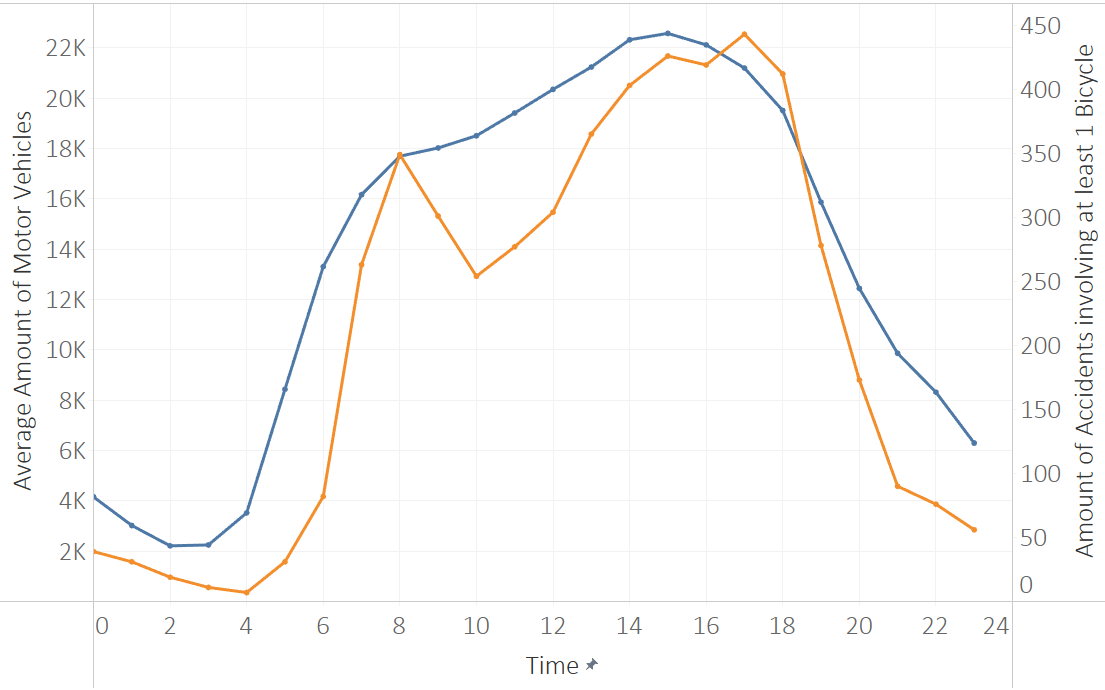 Average Amount of Motor Vehicles
22K
20K
18K
16K
14K
12K
10K
8K
6K
4K
2K
450
400
350
300
250
200
150
100
50
0
Amount of Accidents involving at least 1 Bicycle
0 2 4 6 8 10 12 14 16 18 20 22 24
Time